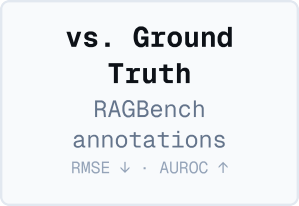 vs. Ground
Truth
RAGBench
annotations
RMSE ↓ · AUROC ↑